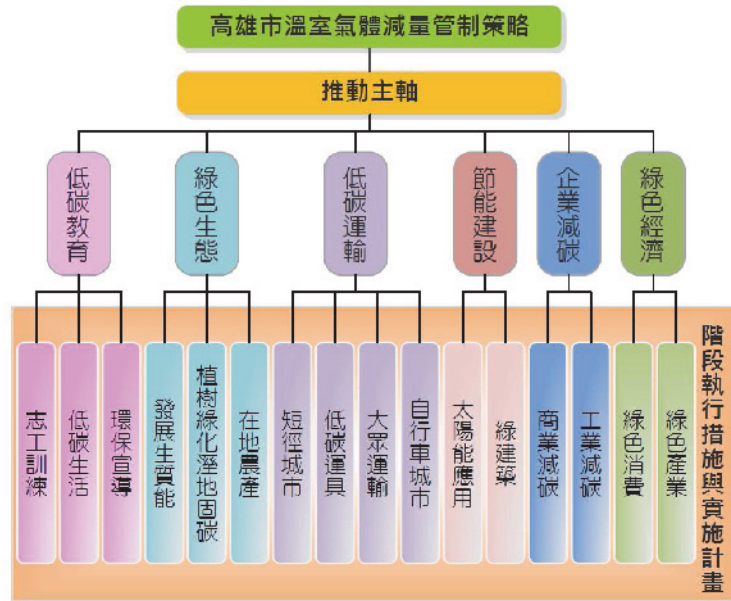 高雄市溫室氣體減量管制策略
推動主軸
低碳教育
綠色生態
低碳運輸
節能建設
企業減碳
綠色經濟
志工訓練
低碳生活
環保宣導
發展生質能
植樹綠化溼地固碳
在地農產
短徑城市
低碳運具
大眾運輸
自行車城市
太陽能應用
綠建築
商業減碳
工業減碳
綠色消費
綠色產業
階段執行措施與實施計畫